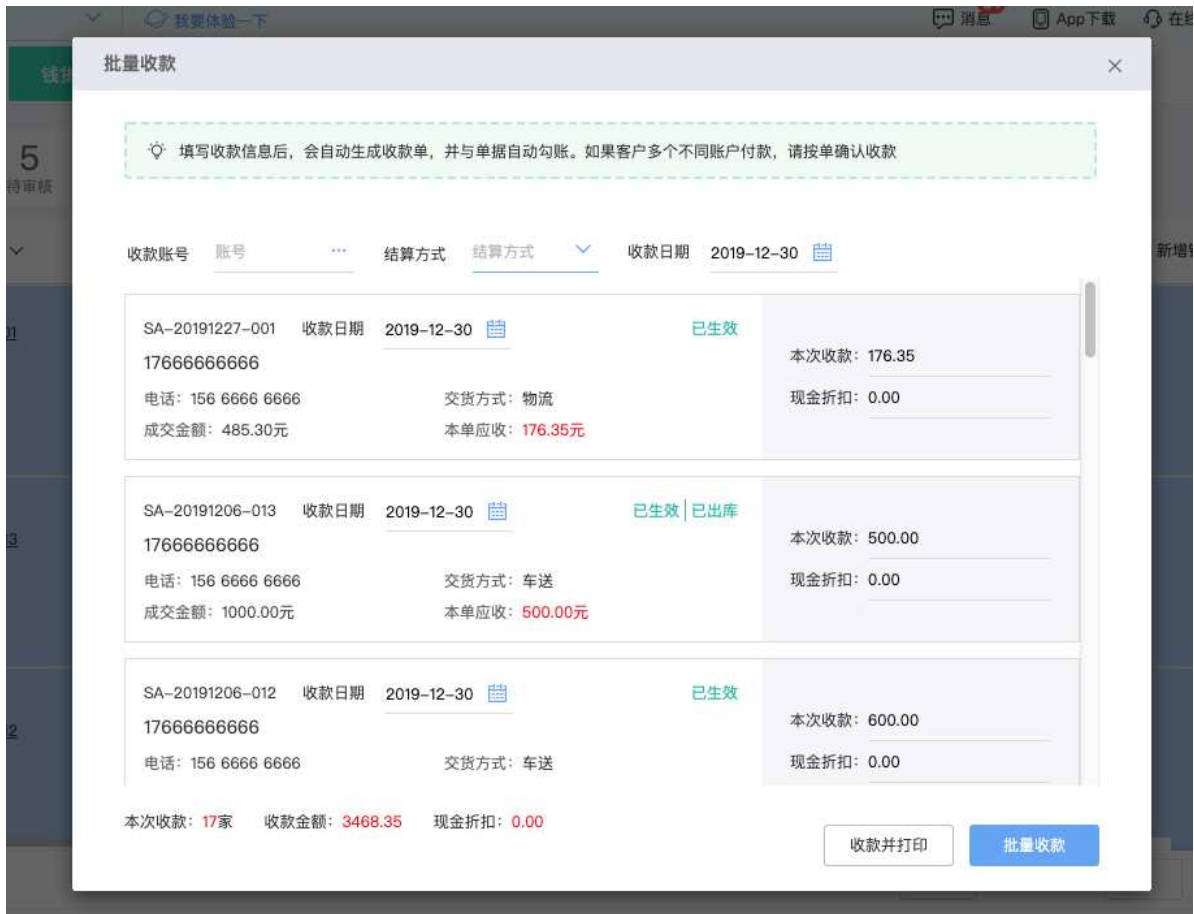 我要体验一下
消息
App下载
在线
钱货
批量收款
5
待审核
填写收款信息后，会自动生成收款单，并与单据自动勾账。如果客户多个不同账户付款，请按单确认收款
收款账号 账号 ··· 结算方式 结算方式 收款日期 2019-12-30
新增
SA-20191227-001 收款日期 2019-12-30 已生效
17666666666
电话：156 6666 6666 交货方式：物流
成交金额：485.30元 本单应收：176.35元
本次收款：176.35
现金折扣：0.00
SA-20191206-013 收款日期 2019-12-30 已生效 已出库
17666666666
电话：156 6666 6666 交货方式：车送
成交金额：1000.00元 本单应收：500.00元
本次收款：500.00
现金折扣：0.00
SA-20191206-012 收款日期 2019-12-30 已生效
17666666666
电话：156 6666 6666 交货方式：车送
本次收款：600.00
现金折扣：0.00
本次收款：17家 收款金额：3468.35 现金折扣：0.00
收款并打印 批量收款